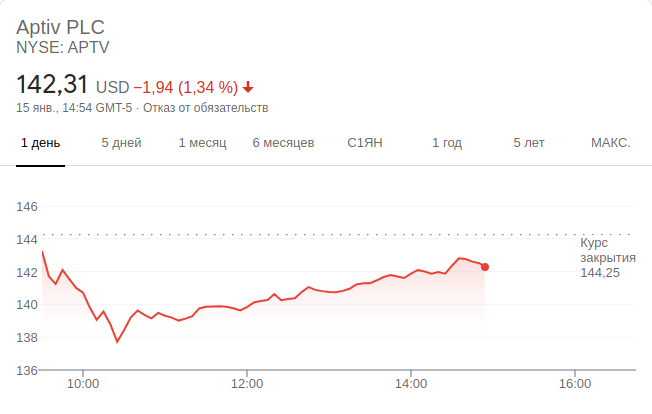 Aptiv PLC
NYSE: APTV
142,31 USD −1,94 (1,34 %)
15 янв., 14:54 GMT-5 · Отказ от обязательств
1 день 5 дней 1 месяц 6 месяцев С1ЯН 1 год 5 лет МАКС.
146
144
Курс
закрытия
144,25
142
140
138
136
10:00 12:00 14:00 16:00